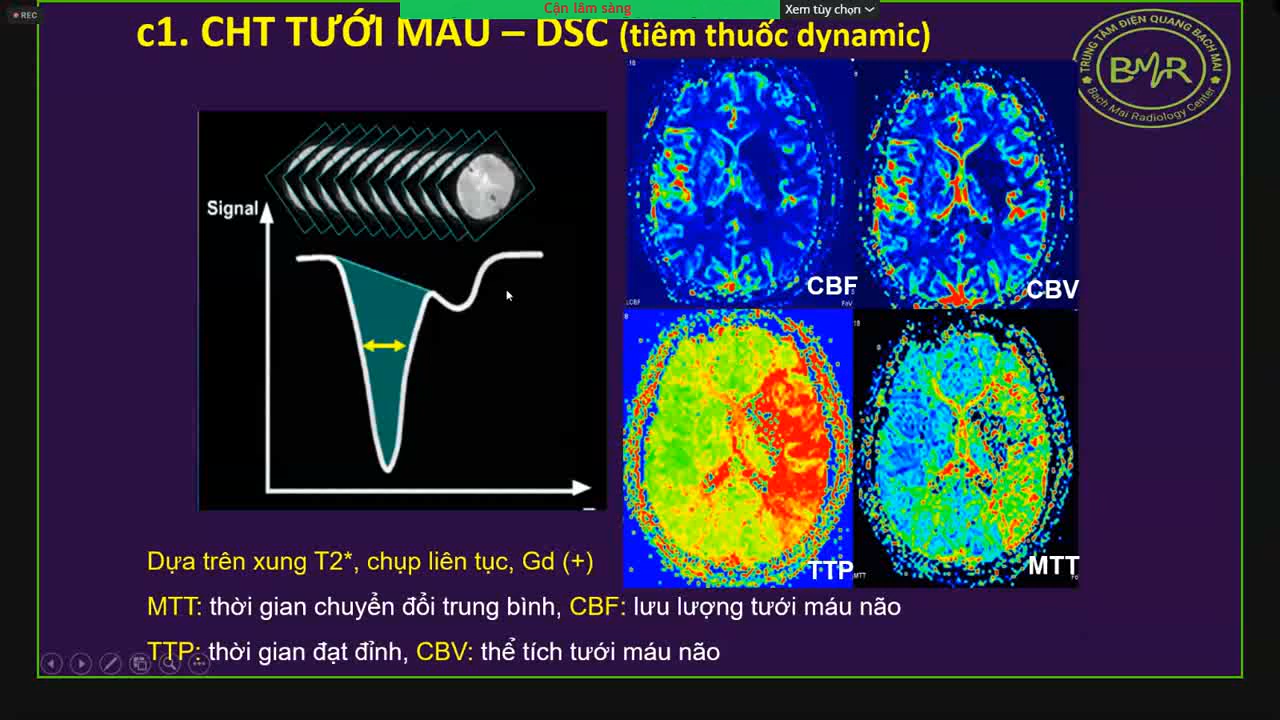 REC
Cận lâm sàng
Xem tùy chọn
c1. CHT TƯỚI MÁU – DSC (tiêm thuốc dynamic)
TRUNG TÂM ĐIỆN QUANG BẠCH MAI
BMR
Bach Mai Radiology Center
Signal
CBF
CBV
TTP
MTT
Dựa trên xung T2*, chụp liên tục, Gd (+)
MTT: thời gian chuyển đổi trung bình, CBF: lưu lượng tưới máu não
TTP: thời gian đạt đỉnh, CBV: thể tích tưới máu não